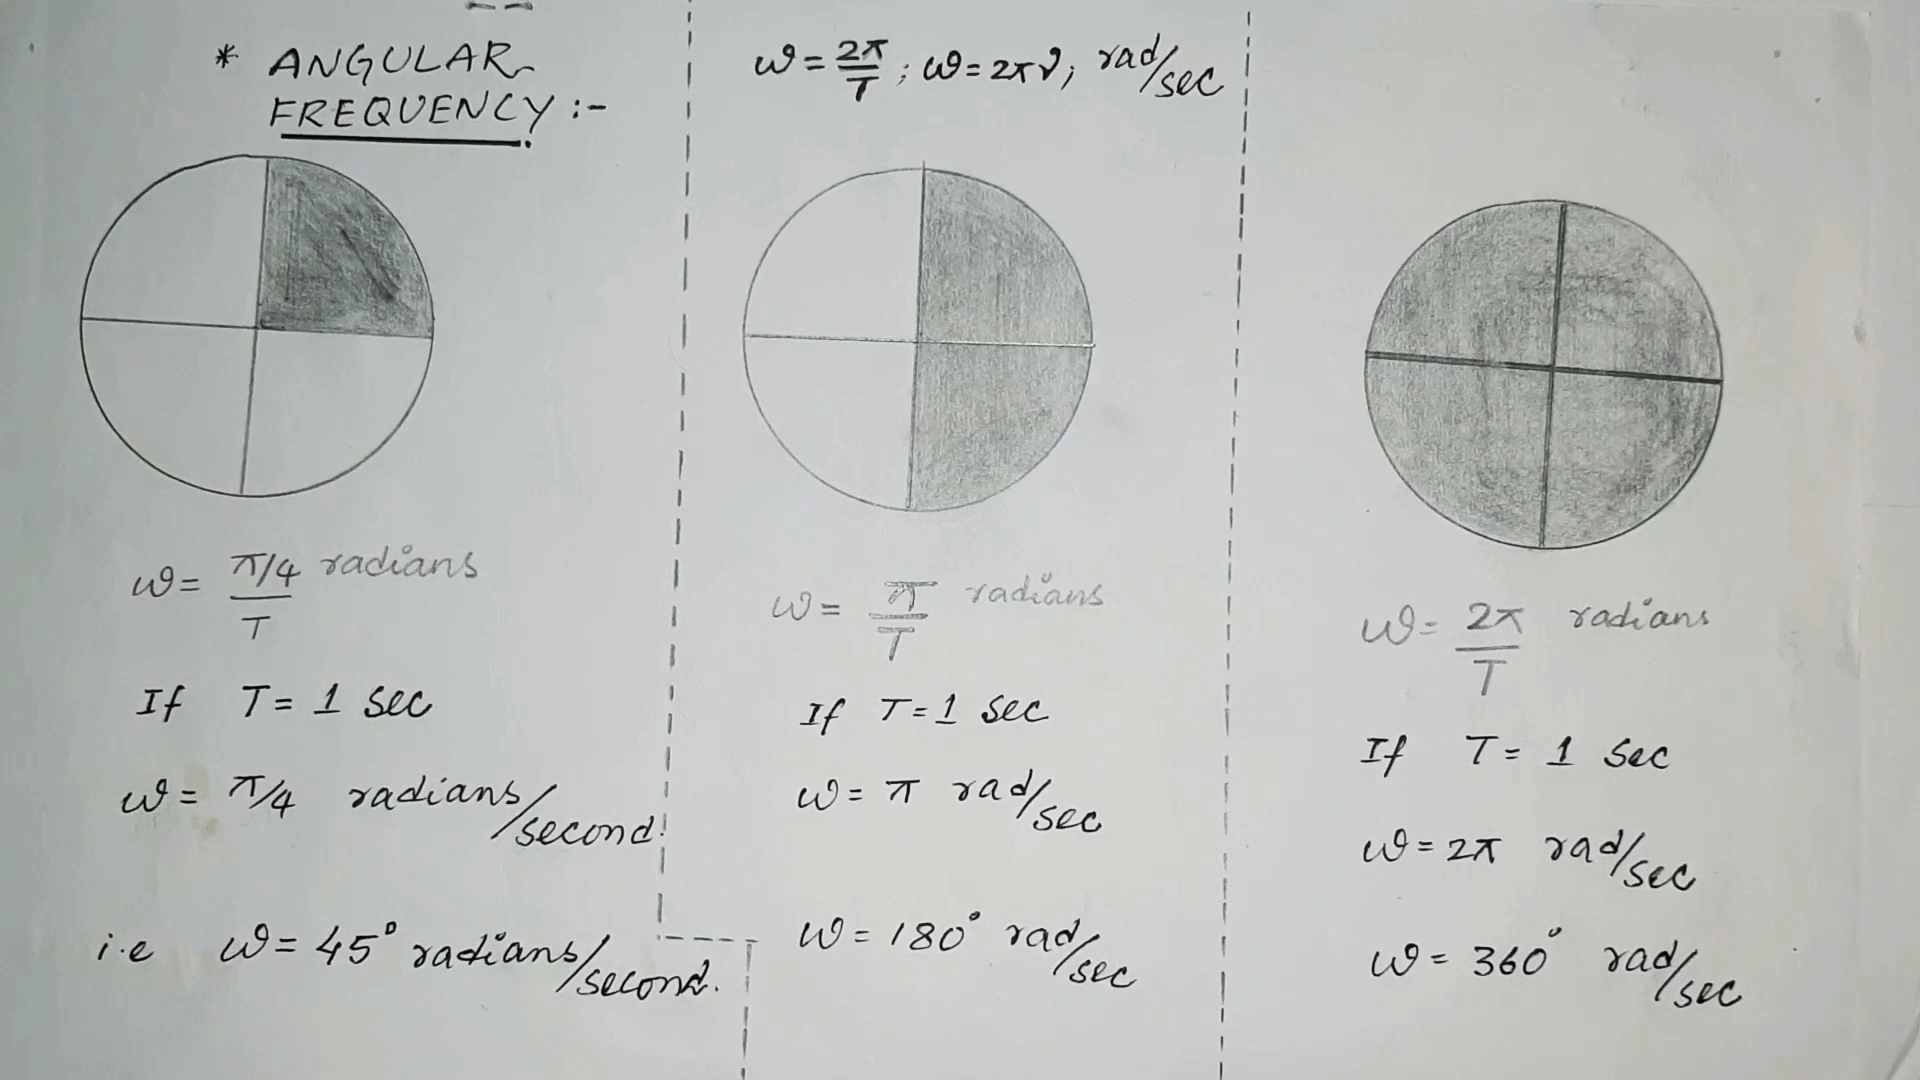 * ANGULAR
FREQUENCY :-
ω = π/4 radians
T
If T = 1 sec
ω = π/4 radians/second.
i.e ω = 45° radians/second.
ω = 2π/T ; ω = 2πν; rad/sec
ω = π radians
T
If T = 1 sec
ω = π rad/sec
ω = 180° rad/sec
ω = 2π radians
T
If T = 1 sec
ω = 2π rad/sec
ω = 360° rad/sec